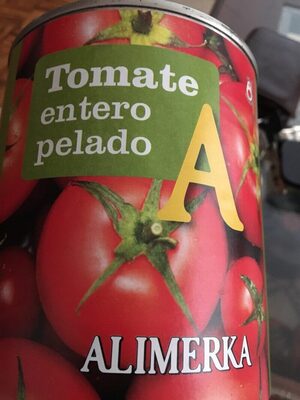 Tomate
entero
pelado
A
ALIMERKA